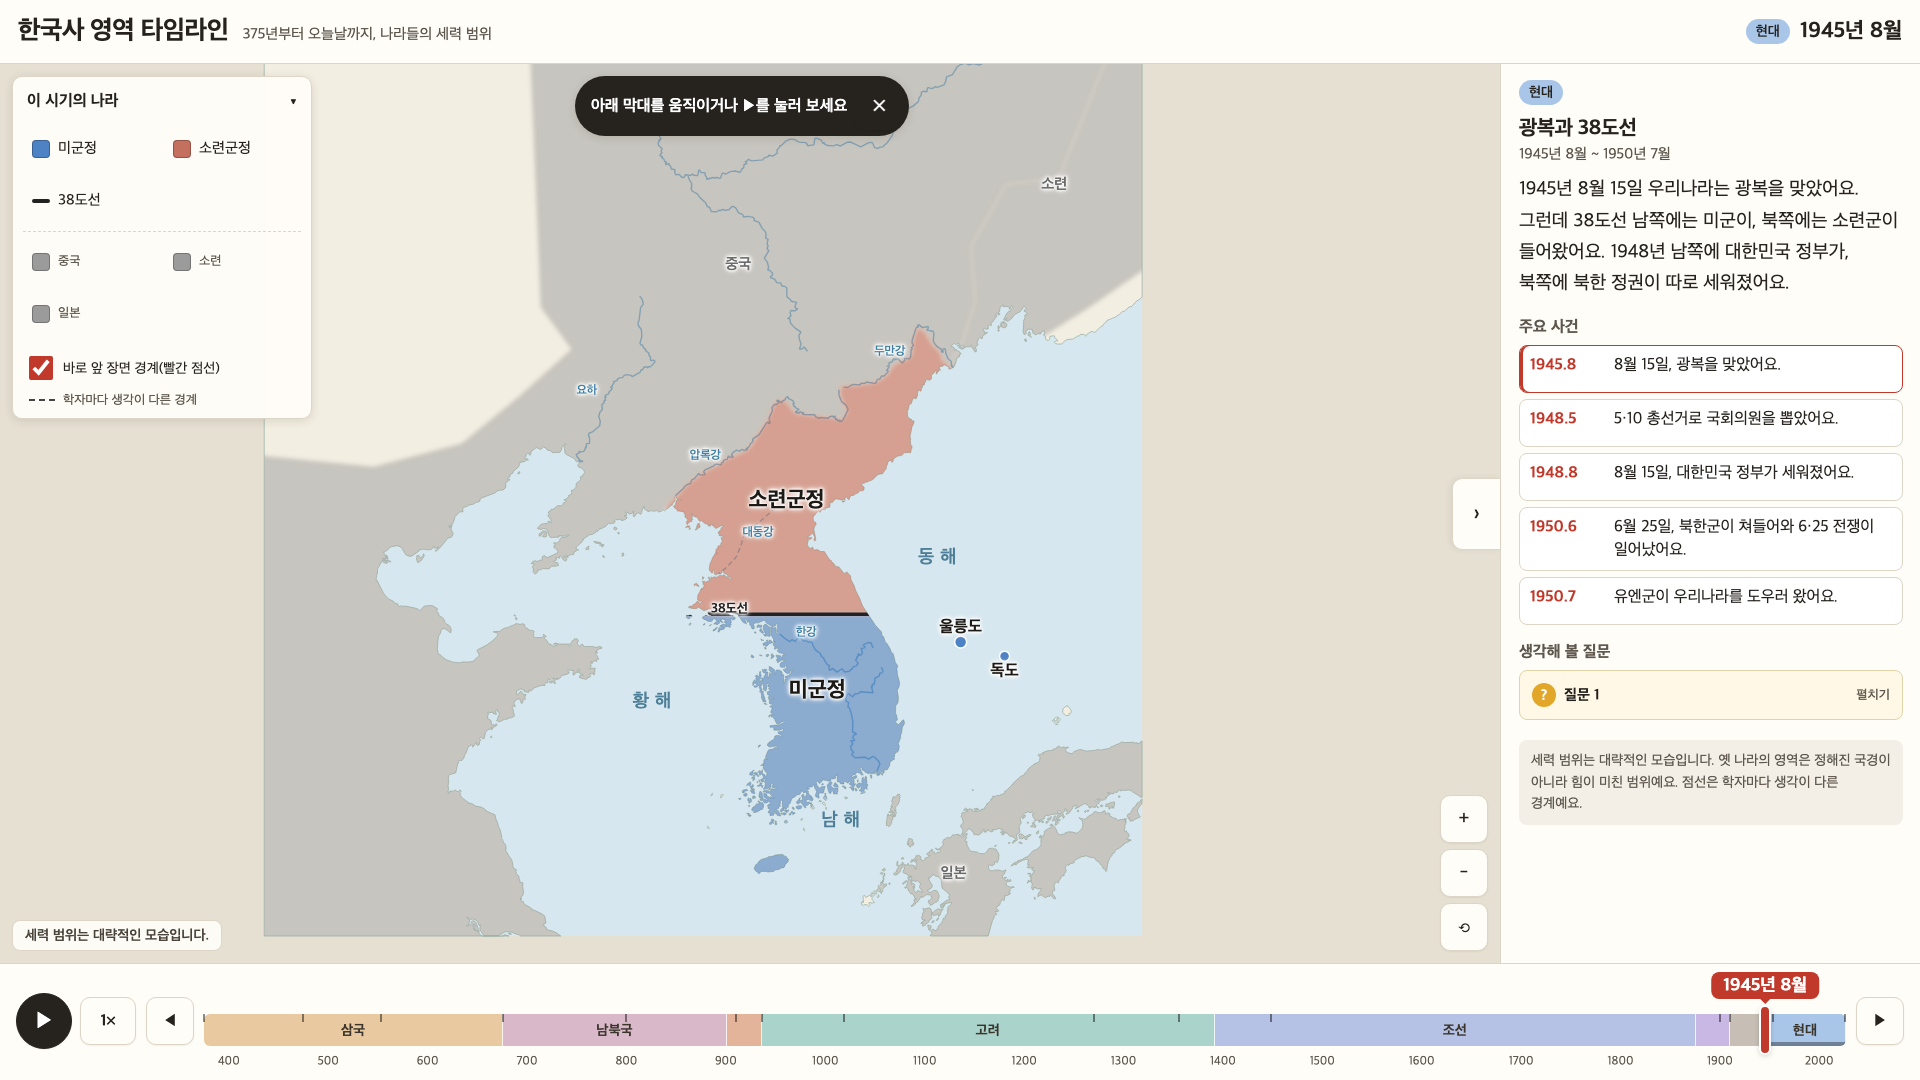 한국사 영역 타임라인
375년부터 오늘날까지, 나라들의 세력 범위
현대
1945년 8월
이 시기의 나라
▾
미군정
소련군정
38도선
중국
소련
일본
바로 앞 장면 경계(빨간 점선)
학자마다 생각이 다른 경계
아래 막대를 움직이거나 ▶를 눌러 보세요
✕
소련
중국
두만강
요하
압록강
소련군정
대동강
동 해
38도선
한강
울릉도
독도
미군정
황 해
남 해
일본
세력 범위는 대략적인 모습입니다.
›
+
−
⟲
현대
광복과 38도선
1945년 8월 ~ 1950년 7월
1945년 8월 15일 우리나라는 광복을 맞았어요.
그런데 38도선 남쪽에는 미군이, 북쪽에는 소련군이
들어왔어요. 1948년 남쪽에 대한민국 정부가,
북쪽에 북한 정권이 따로 세워졌어요.
주요 사건
1945.8 8월 15일, 광복을 맞았어요.
1948.5 5·10 총선거로 국회의원을 뽑았어요.
1948.8 8월 15일, 대한민국 정부가 세워졌어요.
1950.6 6월 25일, 북한군이 쳐들어와 6·25 전쟁이
일어났어요.
1950.7 유엔군이 우리나라를 도우러 왔어요.
생각해 볼 질문
? 질문 1 펼치기
세력 범위는 대략적인 모습입니다. 옛 나라의 영역은 정해진 국경이
아니라 힘이 미친 범위예요. 점선은 학자마다 생각이 다른
경계예요.
1945년 8월
▶ 1× ◀
삼국 남북국 고려 조선 현대
▶
400 500 600 700 800 900 1000 1100 1200 1300 1400 1500 1600 1700 1800 1900 2000